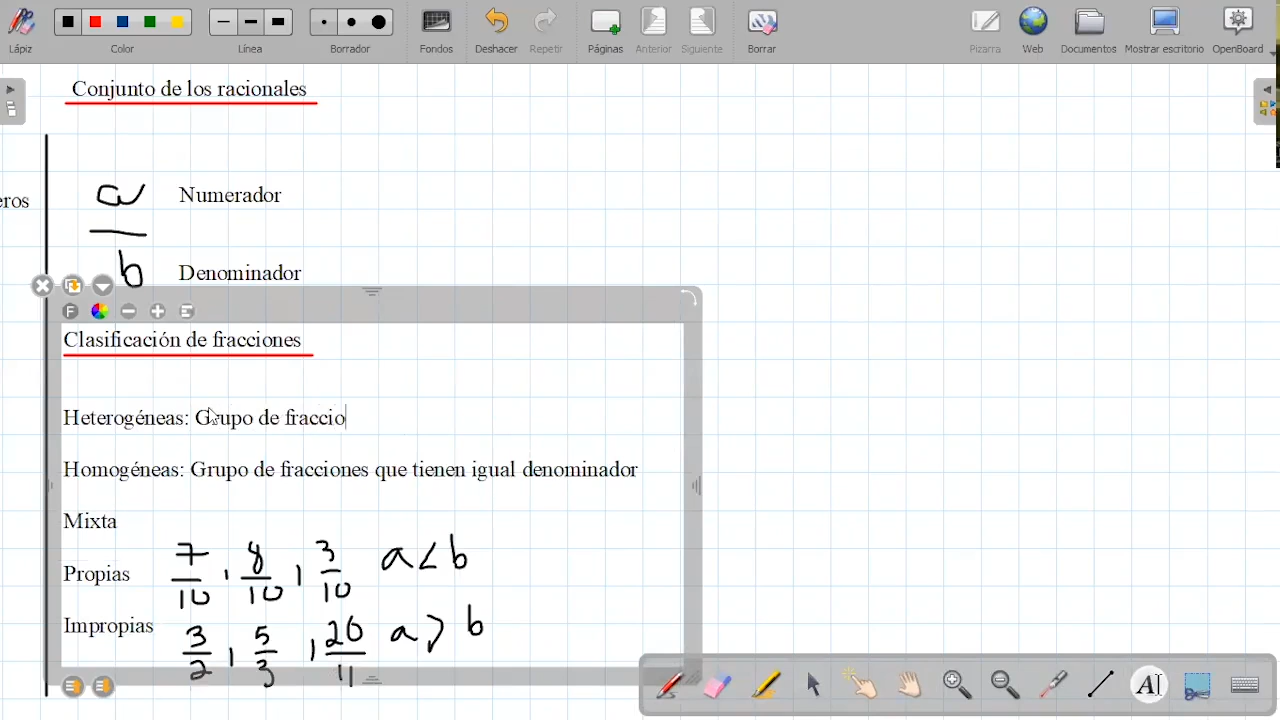 Lápiz Color Línea Borrador Fondos Deshacer Repetir Páginas Anterior Siguiente Borrar Pizarra Web Documentos Mostrar escritorio OpenBoard
Conjunto de los racionales
eros
a Numerador
b Denominador
F
Clasificación de fracciones
Heterogéneas: Grupo de fraccio
Homogéneas: Grupo de fracciones que tienen igual denominador
Mixta
Propias 7/10 , 8/10 , 3/10 a < b
Impropias 3/2 , 5/3 , 20/11 a > b
A